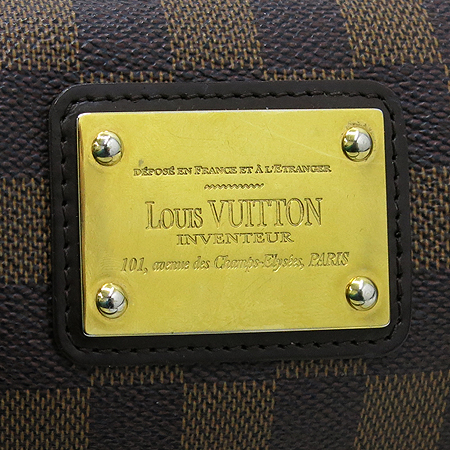 DÉPOSÉ EN FRANCE ET À L'ETRANGER
LOUIS VUITTON
INVENTEUR
101, avenue des Champs-Elysées, PARIS